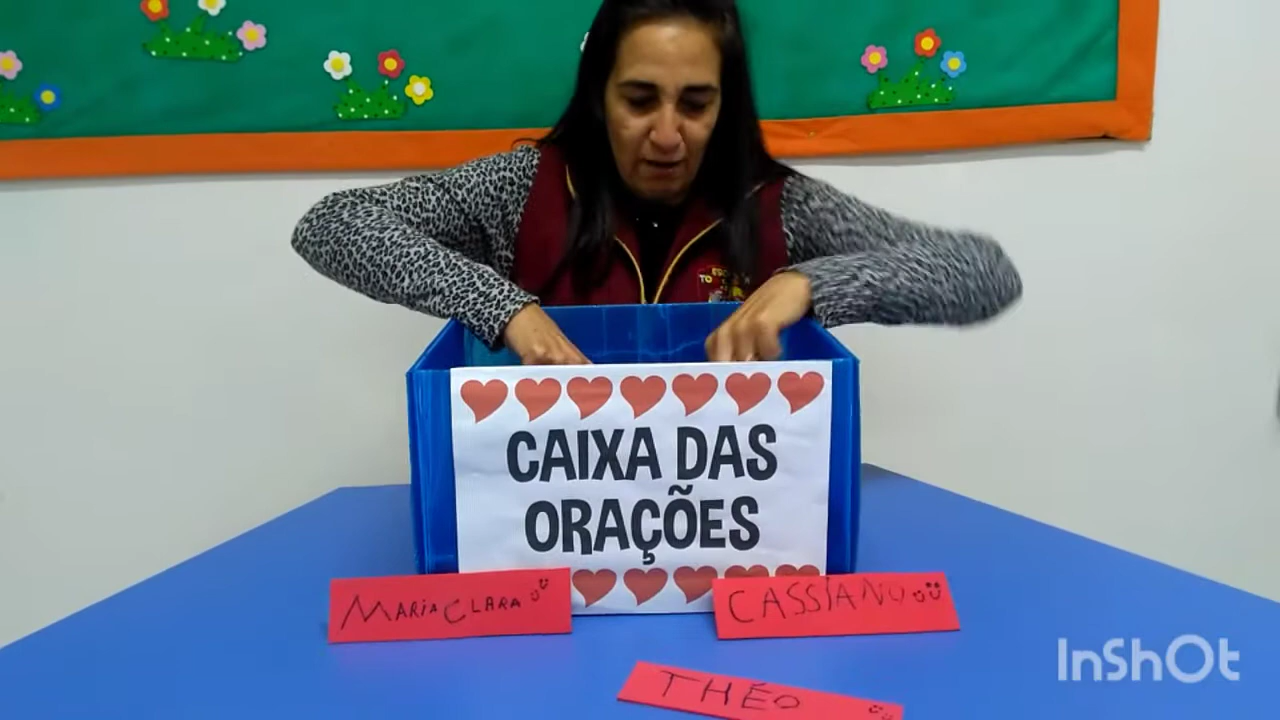 CAIXA DAS
ORAÇÕES
MARIA CLARA
CASSIANO
THÉO
InShOt